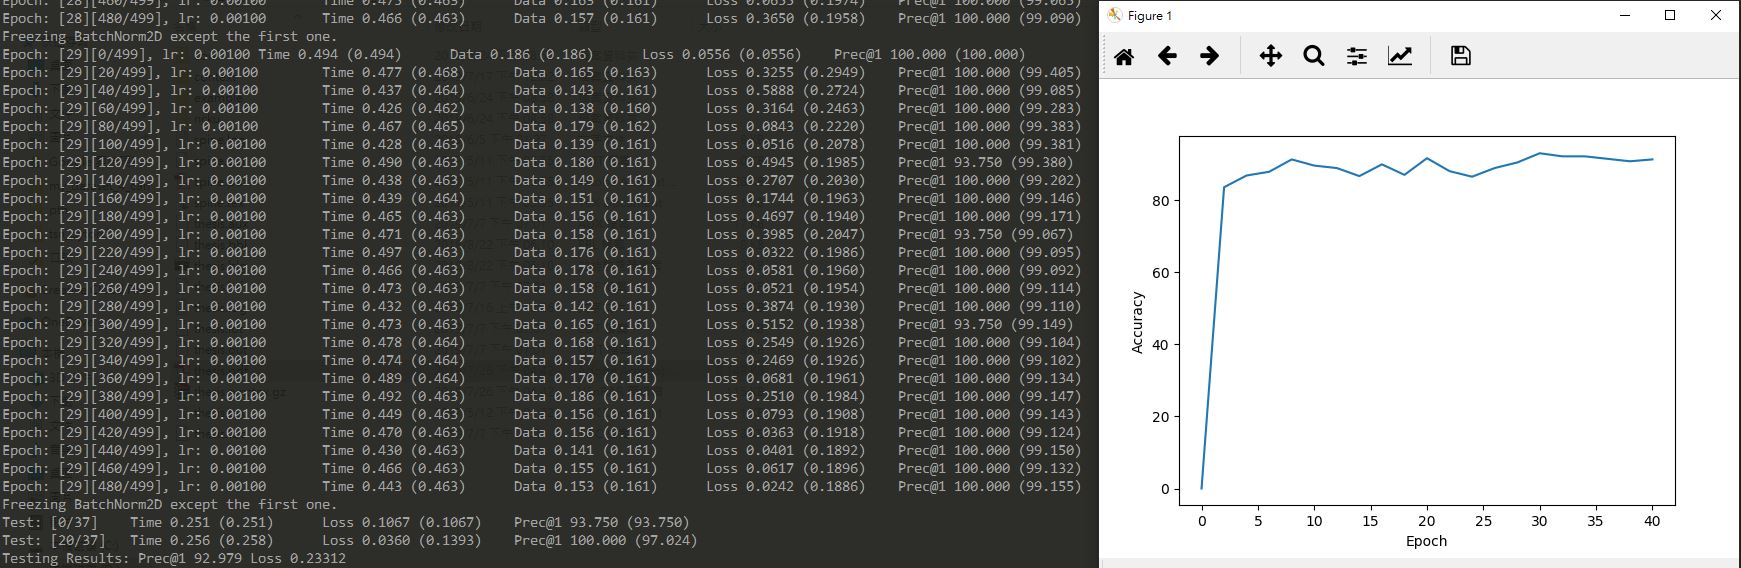 Epoch: [28][460/499], lr: 0.00100 Time 0.475 (0.463) Data 0.165 (0.161) Loss 0.0635 (0.1974) Prec@1 100.000 (99.065)
Epoch: [28][480/499], lr: 0.00100 Time 0.466 (0.463) Data 0.157 (0.161) Loss 0.3650 (0.1958) Prec@1 100.000 (99.090)
Freezing BatchNorm2D except the first one.
Epoch: [29][0/499], lr: 0.00100 Time 0.494 (0.494) Data 0.186 (0.186) Loss 0.0556 (0.0556) Prec@1 100.000 (100.000)
Epoch: [29][20/499], lr: 0.00100 Time 0.477 (0.468) Data 0.165 (0.163) Loss 0.3255 (0.2949) Prec@1 100.000 (99.405)
Epoch: [29][40/499], lr: 0.00100 Time 0.437 (0.464) Data 0.143 (0.161) Loss 0.5888 (0.2724) Prec@1 100.000 (99.085)
Epoch: [29][60/499], lr: 0.00100 Time 0.426 (0.462) Data 0.138 (0.160) Loss 0.3164 (0.2463) Prec@1 100.000 (99.283)
Epoch: [29][80/499], lr: 0.00100 Time 0.467 (0.465) Data 0.179 (0.162) Loss 0.0843 (0.2220) Prec@1 100.000 (99.383)
Epoch: [29][100/499], lr: 0.00100 Time 0.428 (0.463) Data 0.139 (0.161) Loss 0.0516 (0.2078) Prec@1 100.000 (99.381)
Epoch: [29][120/499], lr: 0.00100 Time 0.490 (0.463) Data 0.180 (0.161) Loss 0.4945 (0.1985) Prec@1 93.750 (99.380)
Epoch: [29][140/499], lr: 0.00100 Time 0.438 (0.463) Data 0.149 (0.161) Loss 0.2707 (0.2030) Prec@1 100.000 (99.202)
Epoch: [29][160/499], lr: 0.00100 Time 0.439 (0.464) Data 0.151 (0.161) Loss 0.1744 (0.1963) Prec@1 100.000 (99.146)
Epoch: [29][180/499], lr: 0.00100 Time 0.465 (0.463) Data 0.156 (0.161) Loss 0.4697 (0.1940) Prec@1 100.000 (99.171)
Epoch: [29][200/499], lr: 0.00100 Time 0.471 (0.463) Data 0.158 (0.161) Loss 0.3985 (0.2047) Prec@1 93.750 (99.067)
Epoch: [29][220/499], lr: 0.00100 Time 0.497 (0.463) Data 0.176 (0.161) Loss 0.0322 (0.1986) Prec@1 100.000 (99.095)
Epoch: [29][240/499], lr: 0.00100 Time 0.466 (0.463) Data 0.178 (0.161) Loss 0.0581 (0.1960) Prec@1 100.000 (99.092)
Epoch: [29][260/499], lr: 0.00100 Time 0.473 (0.463) Data 0.158 (0.161) Loss 0.0521 (0.1954) Prec@1 100.000 (99.114)
Epoch: [29][280/499], lr: 0.00100 Time 0.432 (0.463) Data 0.142 (0.161) Loss 0.3874 (0.1930) Prec@1 100.000 (99.110)
Epoch: [29][300/499], lr: 0.00100 Time 0.473 (0.463) Data 0.165 (0.161) Loss 0.5152 (0.1938) Prec@1 93.750 (99.149)
Epoch: [29][320/499], lr: 0.00100 Time 0.478 (0.464) Data 0.168 (0.161) Loss 0.2549 (0.1926) Prec@1 100.000 (99.104)
Epoch: [29][340/499], lr: 0.00100 Time 0.474 (0.464) Data 0.157 (0.161) Loss 0.2469 (0.1926) Prec@1 100.000 (99.102)
Epoch: [29][360/499], lr: 0.00100 Time 0.489 (0.464) Data 0.170 (0.161) Loss 0.0681 (0.1961) Prec@1 100.000 (99.134)
Epoch: [29][380/499], lr: 0.00100 Time 0.492 (0.463) Data 0.186 (0.161) Loss 0.2510 (0.1984) Prec@1 100.000 (99.147)
Epoch: [29][400/499], lr: 0.00100 Time 0.449 (0.463) Data 0.156 (0.161) Loss 0.0793 (0.1908) Prec@1 100.000 (99.143)
Epoch: [29][420/499], lr: 0.00100 Time 0.470 (0.463) Data 0.156 (0.161) Loss 0.0363 (0.1918) Prec@1 100.000 (99.124)
Epoch: [29][440/499], lr: 0.00100 Time 0.430 (0.463) Data 0.141 (0.161) Loss 0.0401 (0.1892) Prec@1 100.000 (99.150)
Epoch: [29][460/499], lr: 0.00100 Time 0.466 (0.463) Data 0.155 (0.161) Loss 0.0617 (0.1896) Prec@1 100.000 (99.132)
Epoch: [29][480/499], lr: 0.00100 Time 0.443 (0.463) Data 0.153 (0.161) Loss 0.0242 (0.1886) Prec@1 100.000 (99.155)
Freezing BatchNorm2D except the first one.
Test: [0/37] Time 0.251 (0.251) Loss 0.1067 (0.1067) Prec@1 93.750 (93.750)
Test: [20/37] Time 0.256 (0.258) Loss 0.0360 (0.1393) Prec@1 100.000 (97.024)
Testing Results: Prec@1 92.979 Loss 0.23312
Figure 1
80
60
40
20
0
Accuracy
0 5 10 15 20 25 30 35 40
Epoch